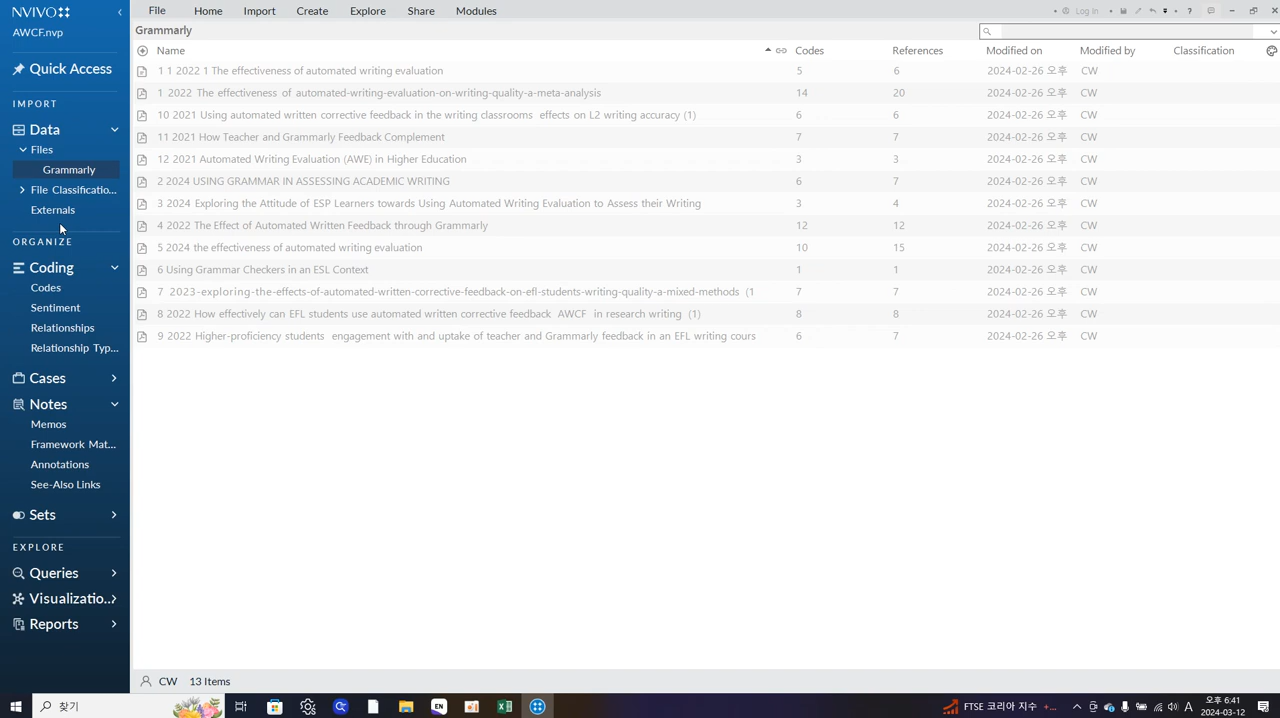 NVIVO
AWCF.nvp
Quick Access
IMPORT
Data
Files
Grammarly
File Classificatio...
Externals
ORGANIZE
Coding
Codes
Sentiment
Relationships
Relationship Typ...
Cases
Notes
Memos
Framework Mat...
Annotations
See-Also Links
Sets
EXPLORE
Queries
Visualizatio...
Reports
File Home Import Create Explore Share Modules Log In
Grammarly
Name Codes References Modified on Modified by Classification
1 1 2022 1 The effectiveness of automated writing evaluation 5 6 2024-02-26 오후 CW
1 2022 The effectiveness of automated-writing-evaluation-on-writing-quality-a-meta-analysis 14 20 2024-02-26 오후 CW
10 2021 Using automated written corrective feedback in the writing classrooms effects on L2 writing accuracy (1) 6 6 2024-02-26 오후 CW
11 2021 How Teacher and Grammarly Feedback Complement 7 7 2024-02-26 오후 CW
12 2021 Automated Writing Evaluation (AWE) in Higher Education 3 3 2024-02-26 오후 CW
2 2024 USING GRAMMAR IN ASSESSING ACADEMIC WRITING 6 7 2024-02-26 오후 CW
3 2024 Exploring the Attitude of ESP Learners towards Using Automated Writing Evaluation to Assess their Writing 3 4 2024-02-26 오후 CW
4 2022 The Effect of Automated Written Feedback through Grammarly 12 12 2024-02-26 오후 CW
5 2024 the effectiveness of automated writing evaluation 10 15 2024-02-26 오후 CW
6 Using Grammar Checkers in an ESL Context 1 1 2024-02-26 오후 CW
7 2023-exploring-the-effects-of-automated-written-corrective-feedback-on-efl-students-writing-quality-a-mixed-methods (1 7 7 2024-02-26 오후 CW
8 2022 How effectively can EFL students use automated written corrective feedback AWCF in research writing (1) 8 8 2024-02-26 오후 CW
9 2022 Higher-proficiency students engagement with and uptake of teacher and Grammarly feedback in an EFL writing cours 6 7 2024-02-26 오후 CW
CW 13 Items
찾기
EN
FTSE 코리아 지수 +...
A
오후 6:41
2024-03-12